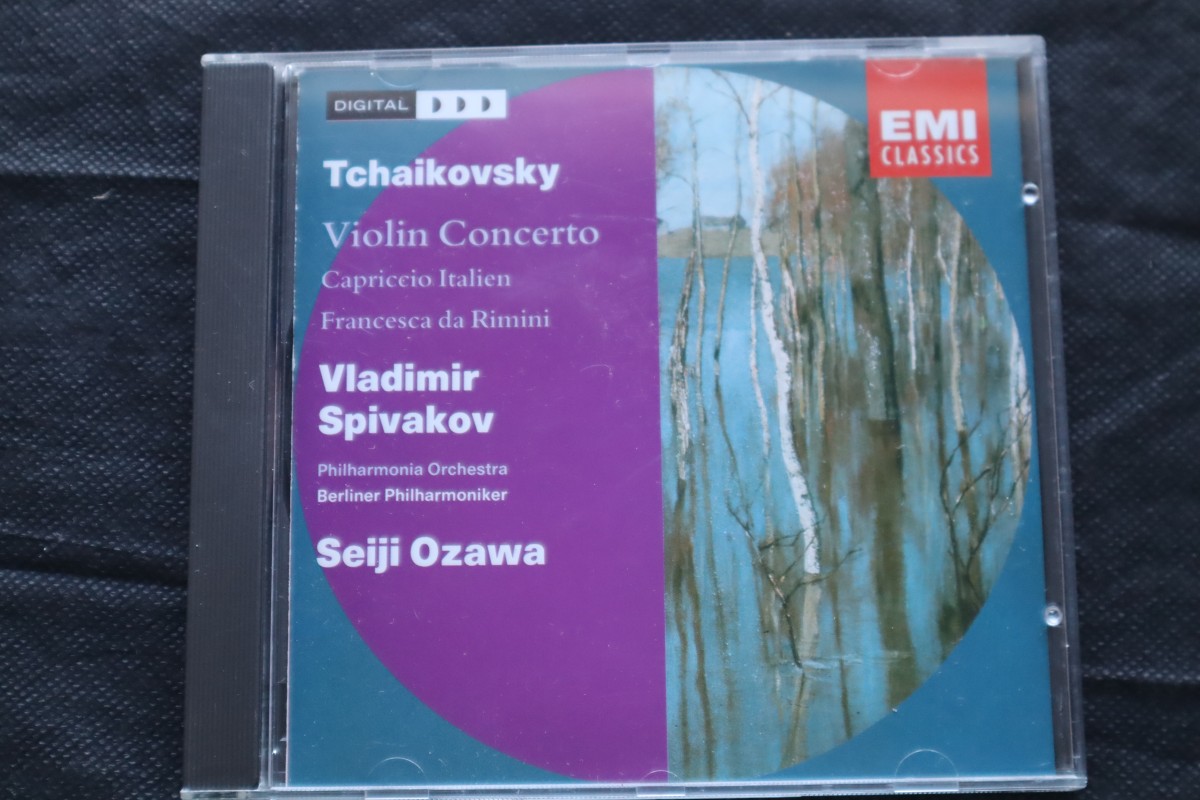 DIGITAL DDD
EMI
CLASSICS
Tchaikovsky
Violin Concerto
Capriccio Italien
Francesca da Rimini
Vladimir
Spivakov
Philharmonia Orchestra
Berliner Philharmoniker
Seiji Ozawa